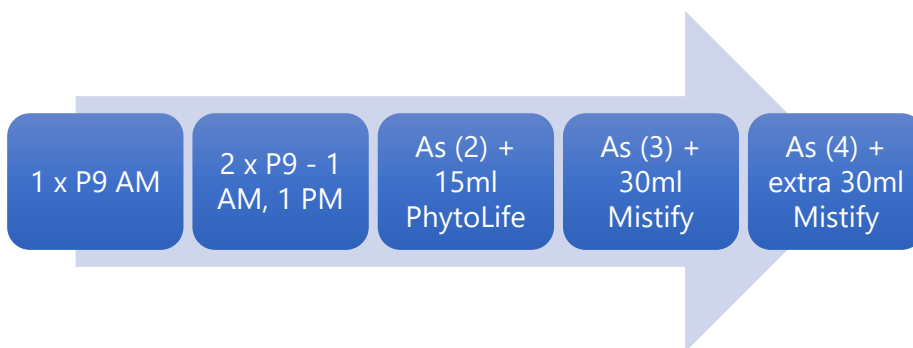 1 x P9 AM
2 x P9 - 1
AM, 1 PM
As (2) +
15ml
PhytoLife
As (3) +
30ml
Mistify
As (4) +
extra 30ml
Mistify